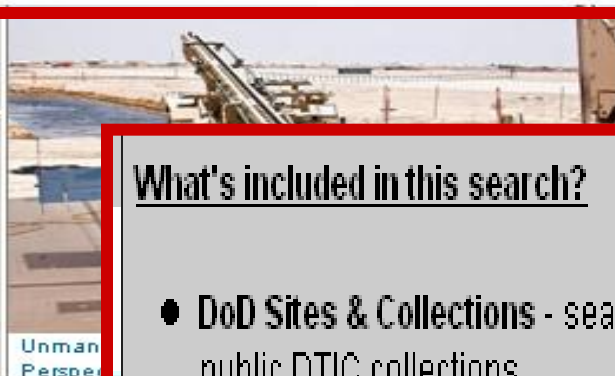 What's included in this search?
● DoD Sites & Collections - sea
public DTIC collections
Unman
Perspe